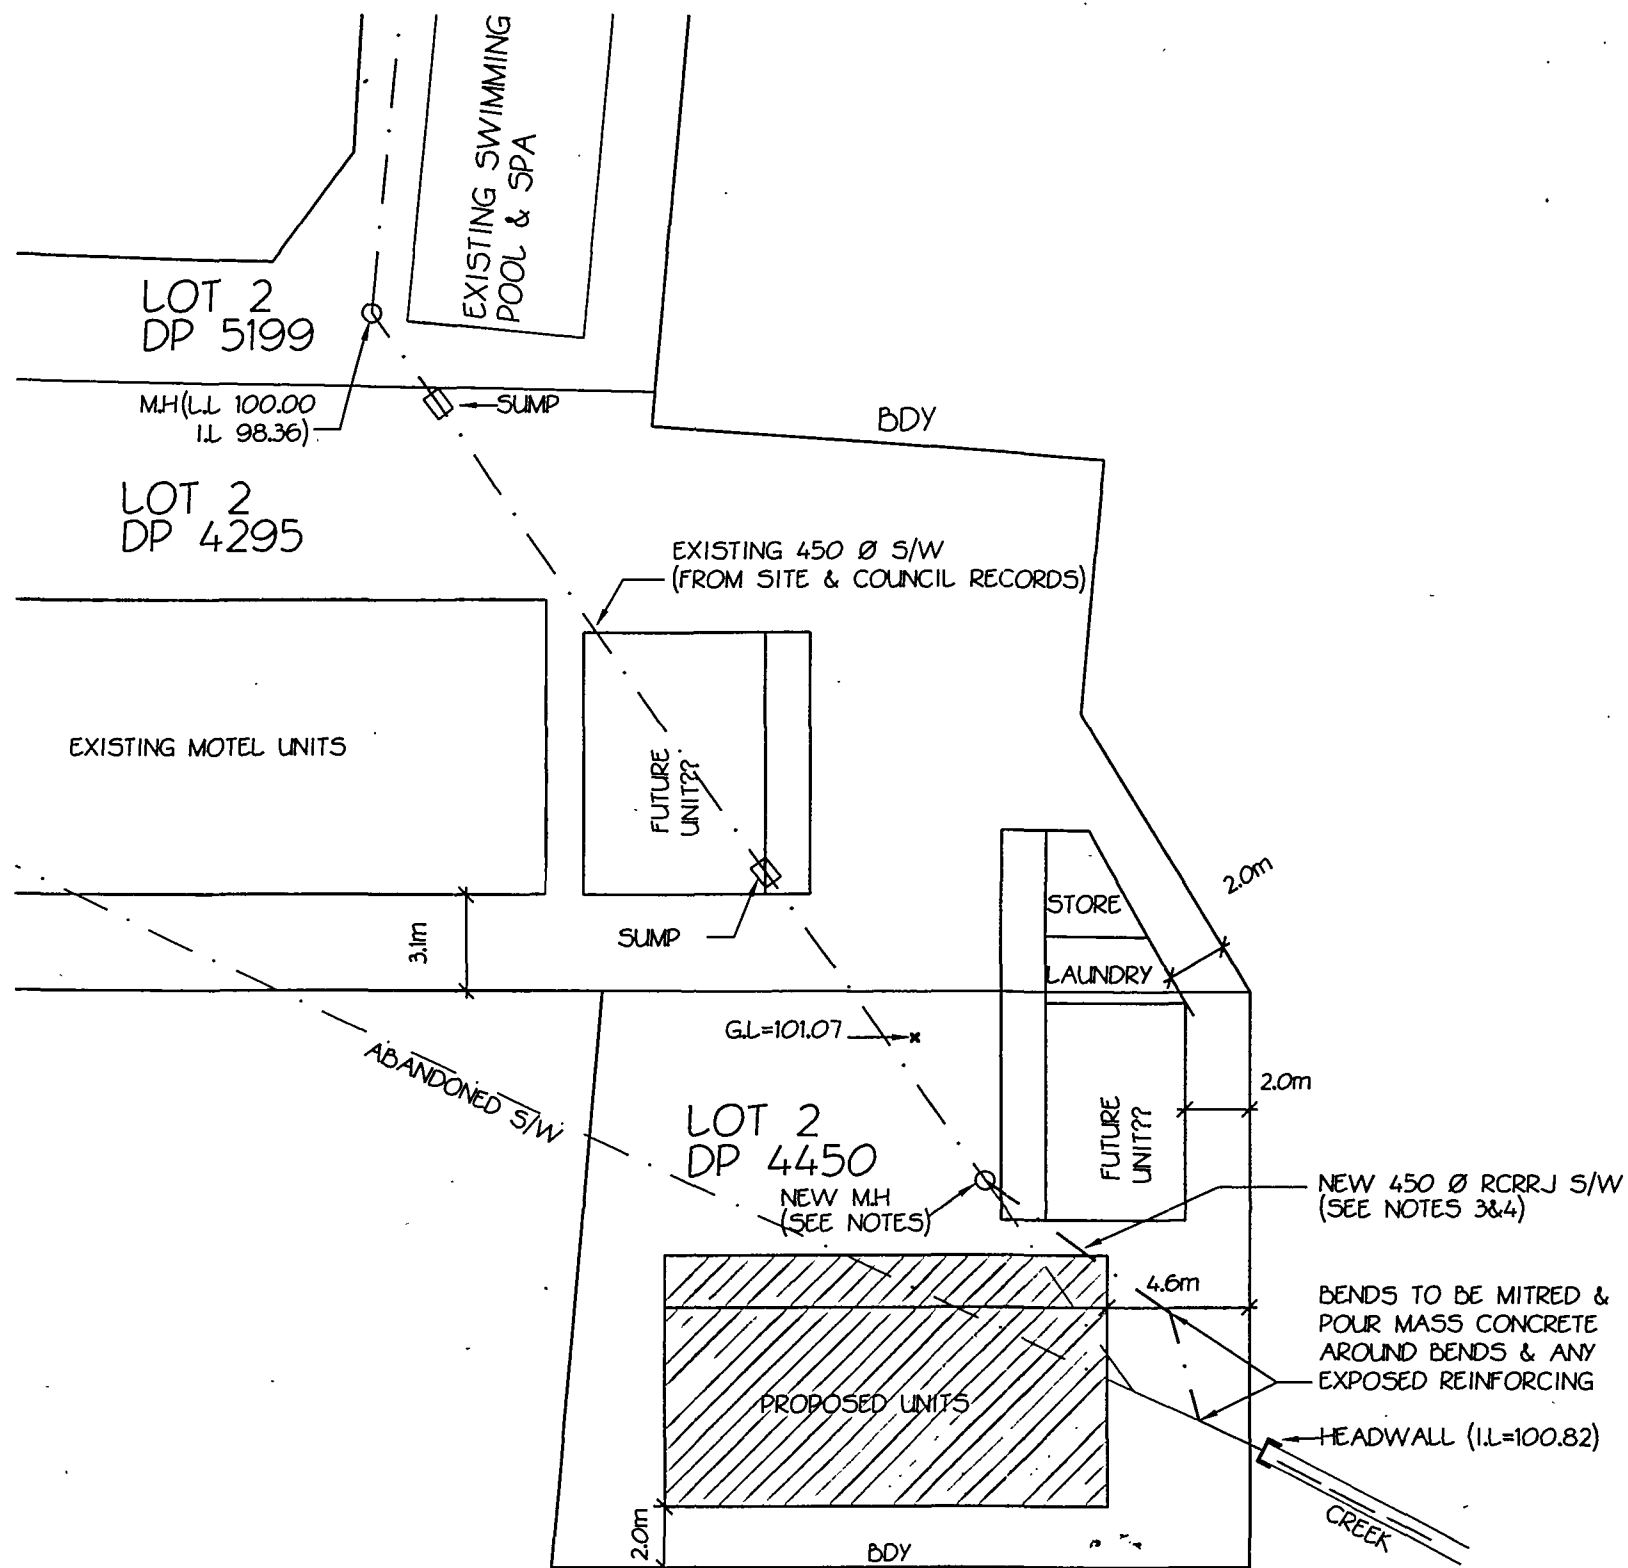 EXISTING SWIMMING
POOL & SPA
LOT 2
DP 5199
M.H(L.L 100.00
I.L 98.36)
SUMP
BDY
LOT 2
DP 4295
EXISTING 450 Ø S/W
(FROM SITE & COUNCIL RECORDS)
EXISTING MOTEL UNITS
FUTURE
UNIT??
STORE
2.0m
3.1m
SUMP
LAUNDRY
G.L=101.07
ABANDONED S/W
2.0m
LOT 2
DP 4450
FUTURE
UNIT??
NEW M.H
(SEE NOTES)
NEW 450 Ø RCRRJ S/W
(SEE NOTES 3&4)
4.6m
BENDS TO BE MITRED &
POUR MASS CONCRETE
AROUND BENDS & ANY
EXPOSED REINFORCING
PROPOSED UNITS
HEADWALL (I.L=100.82)
CREEK
2.0m
BDY